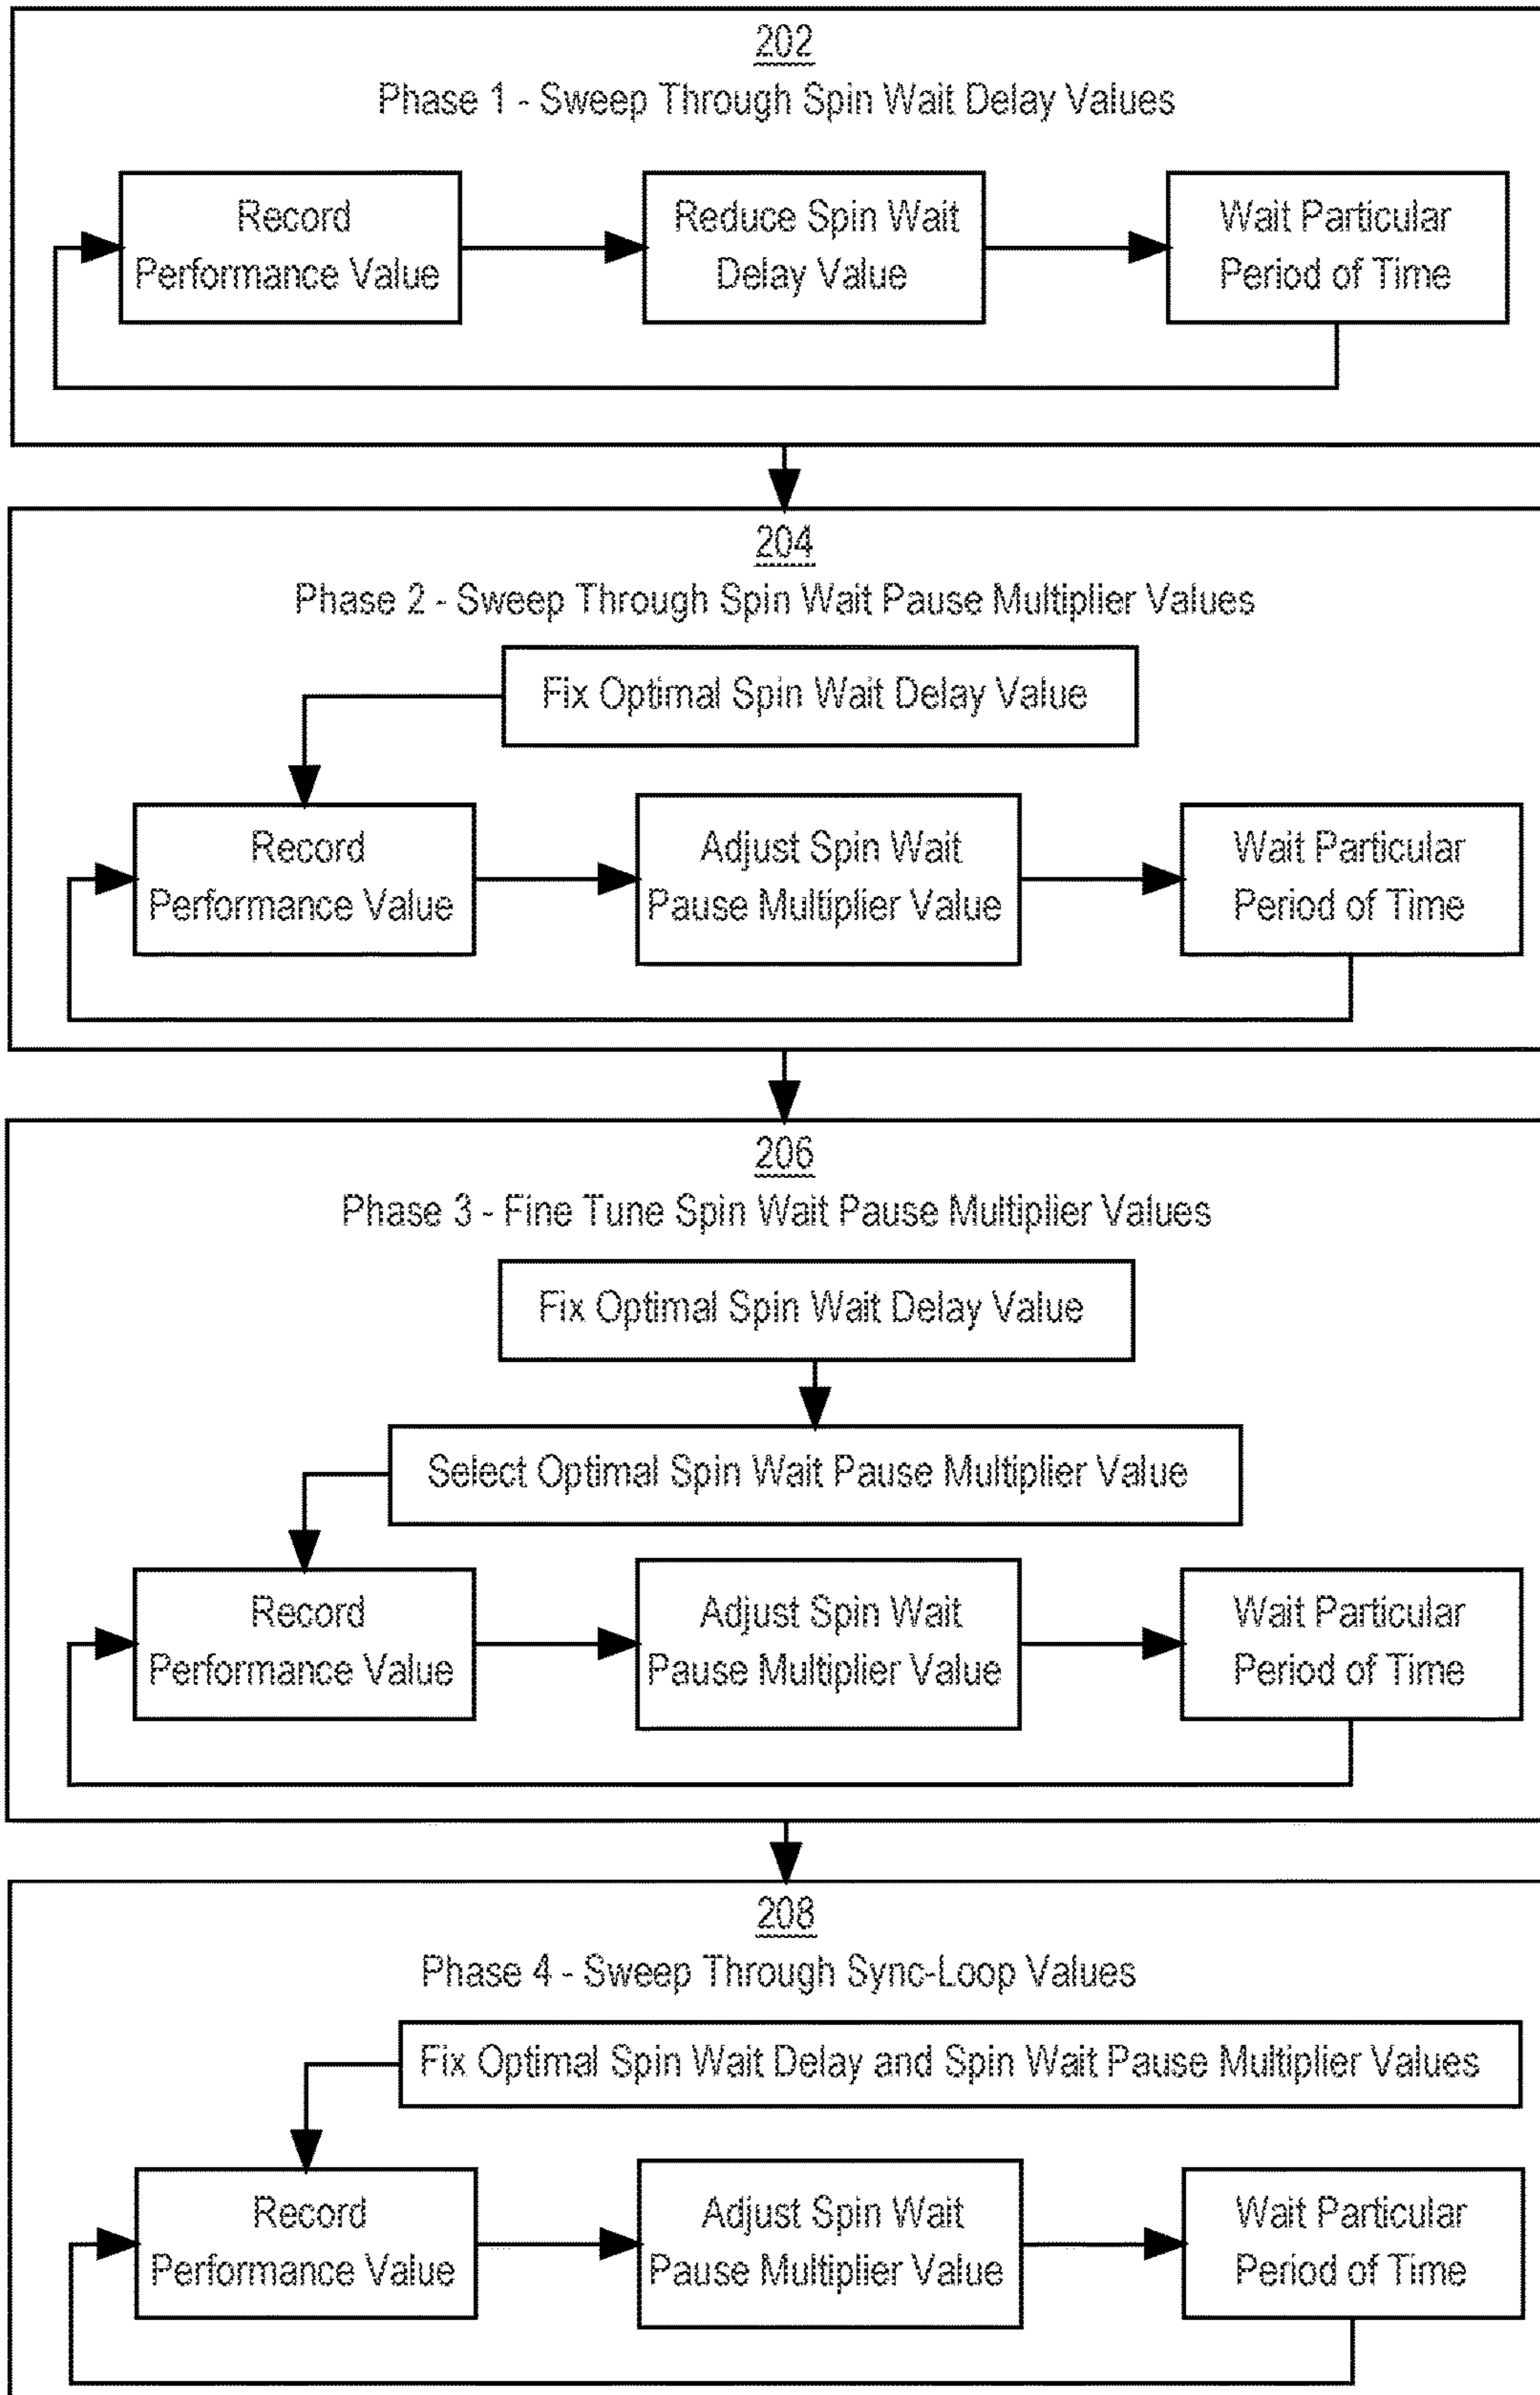 202
Phase 1 - Sweep Through Spin Wait Delay Values
Record
Performance Value
Reduce Spin Wait
Delay Value
Wait Particular
Period of Time
204
Phase 2 - Sweep Through Spin Wait Pause Multiplier Values
Fix Optimal Spin Wait Delay Value
Record
Performance Value
Adjust Spin Wait
Pause Multiplier Value
Wait Particular
Period of Time
206
Phase 3 - Fine Tune Spin Wait Pause Multiplier Values
Fix Optimal Spin Wait Delay Value
Select Optimal Spin Wait Pause Multiplier Value
Record
Performance Value
Adjust Spin Wait
Pause Multiplier Value
Wait Particular
Period of Time
208
Phase 4 - Sweep Through Sync-Loop Values
Fix Optimal Spin Wait Delay and Spin Wait Pause Multiplier Values
Record
Performance Value
Adjust Spin Wait
Pause Multiplier Value
Wait Particular
Period of Time